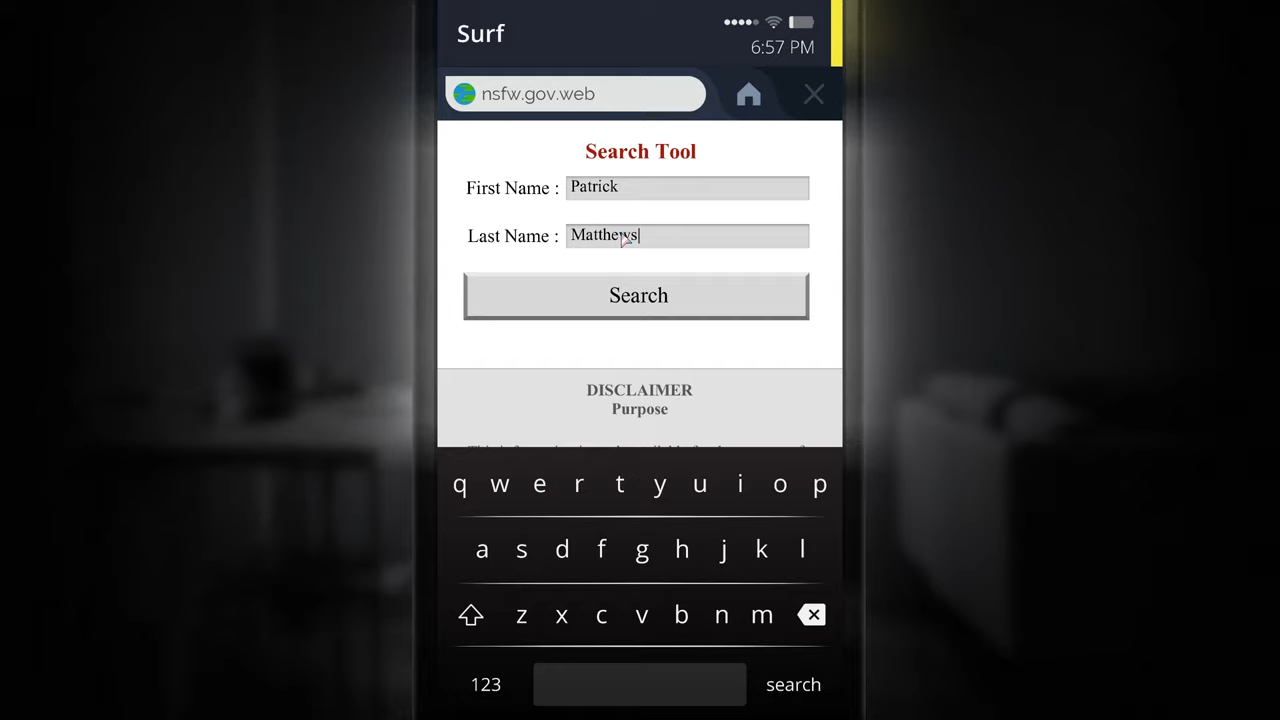 Surf
6:57 PM
nsfw.gov.web
Search Tool
First Name : Patrick
Last Name : Matthews
Search
DISCLAIMER
Purpose
q w e r t y u i o p
a s d f g h j k l
z x c v b n m
123
search